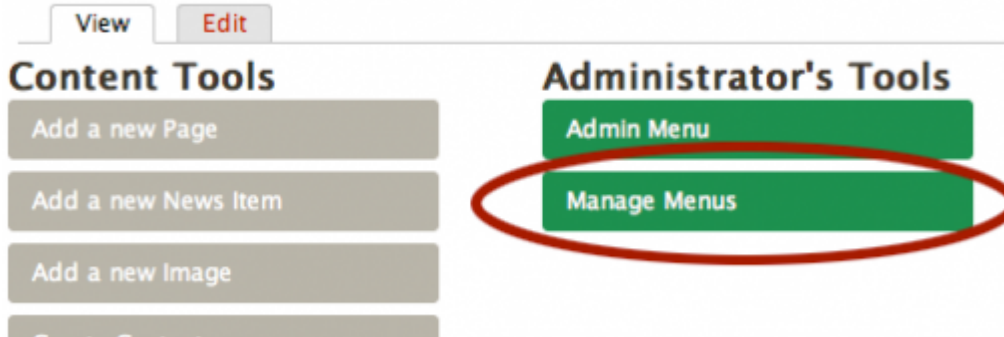 View
Edit
Content Tools
Add a new Page
Add a new News Item
Add a new Image
Administrator's Tools
Admin Menu
Manage Menus